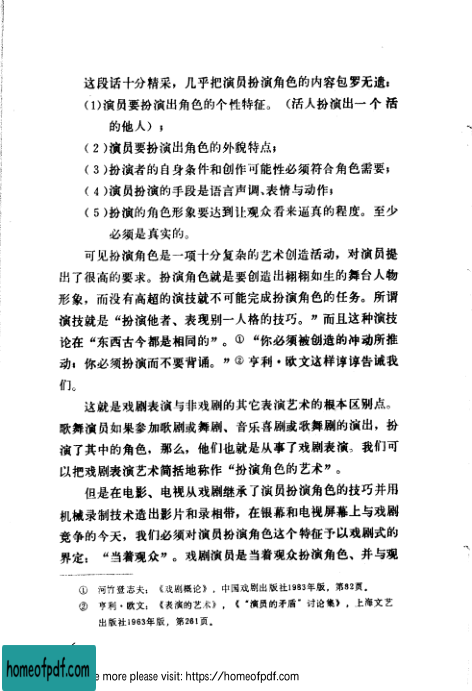 这段话十分精采，几乎把演员扮演角色的内容包罗无遗：
(1)演员要扮演出角色的个性特征。（活人扮演出一个活
的他人）；
(2)演员要扮演出角色的外貌特点；
(3)扮演者的自身条件和创作可能性必须符合角色需要；
(4)演员扮演的手段是语言声调、表情与动作；
(5)扮演的角色形象要达到让观众看来逼真的程度。至少
必须是真实的。
可见扮演角色是一项十分复杂的艺术创造活动，对演员提
出了很高的要求。扮演角色就是要创造出栩栩如生的舞台人物
形象，而没有高超的演技就不可能完成扮演角色的任务。所谓
演技就是“扮演他者、表现别一人格的技巧。”而且这种演技
论在“东西古今都是相同的”。①“你必须被创造的冲动所推
动：你必须扮演而不要背诵。”②亨利·欧文这样谆谆告诫我
们。
这就是戏剧表演与非戏剧的其它表演艺术的根本区别点。
歌舞演员如果参加歌剧或舞剧、音乐喜剧或歌舞剧的演出，扮
演了其中的角色，那么，他们也就是从事了戏剧表演。我们可
以把戏剧表演艺术简括地称作“扮演角色的艺术”。
但是在电影、电视从戏剧继承了演员扮演角色的技巧并用
机械录制技术造出影片和录相带，在银幕和电视屏幕上与戏剧
竞争的今天，我们必须对演员扮演角色这个特征予以戏剧式的
界定：“当着观众”。戏剧演员是当着观众扮演角色、并与观
① 河竹登志夫：《戏剧概论》，中国戏剧出版社1983年版，第82页。
② 亨利·欧文：《表演的艺术》，《“演员的矛盾”讨论集》，上海文艺
出版社1963年版，第261页。
homeofpdf.com
e more please visit: https://homeofpdf.com